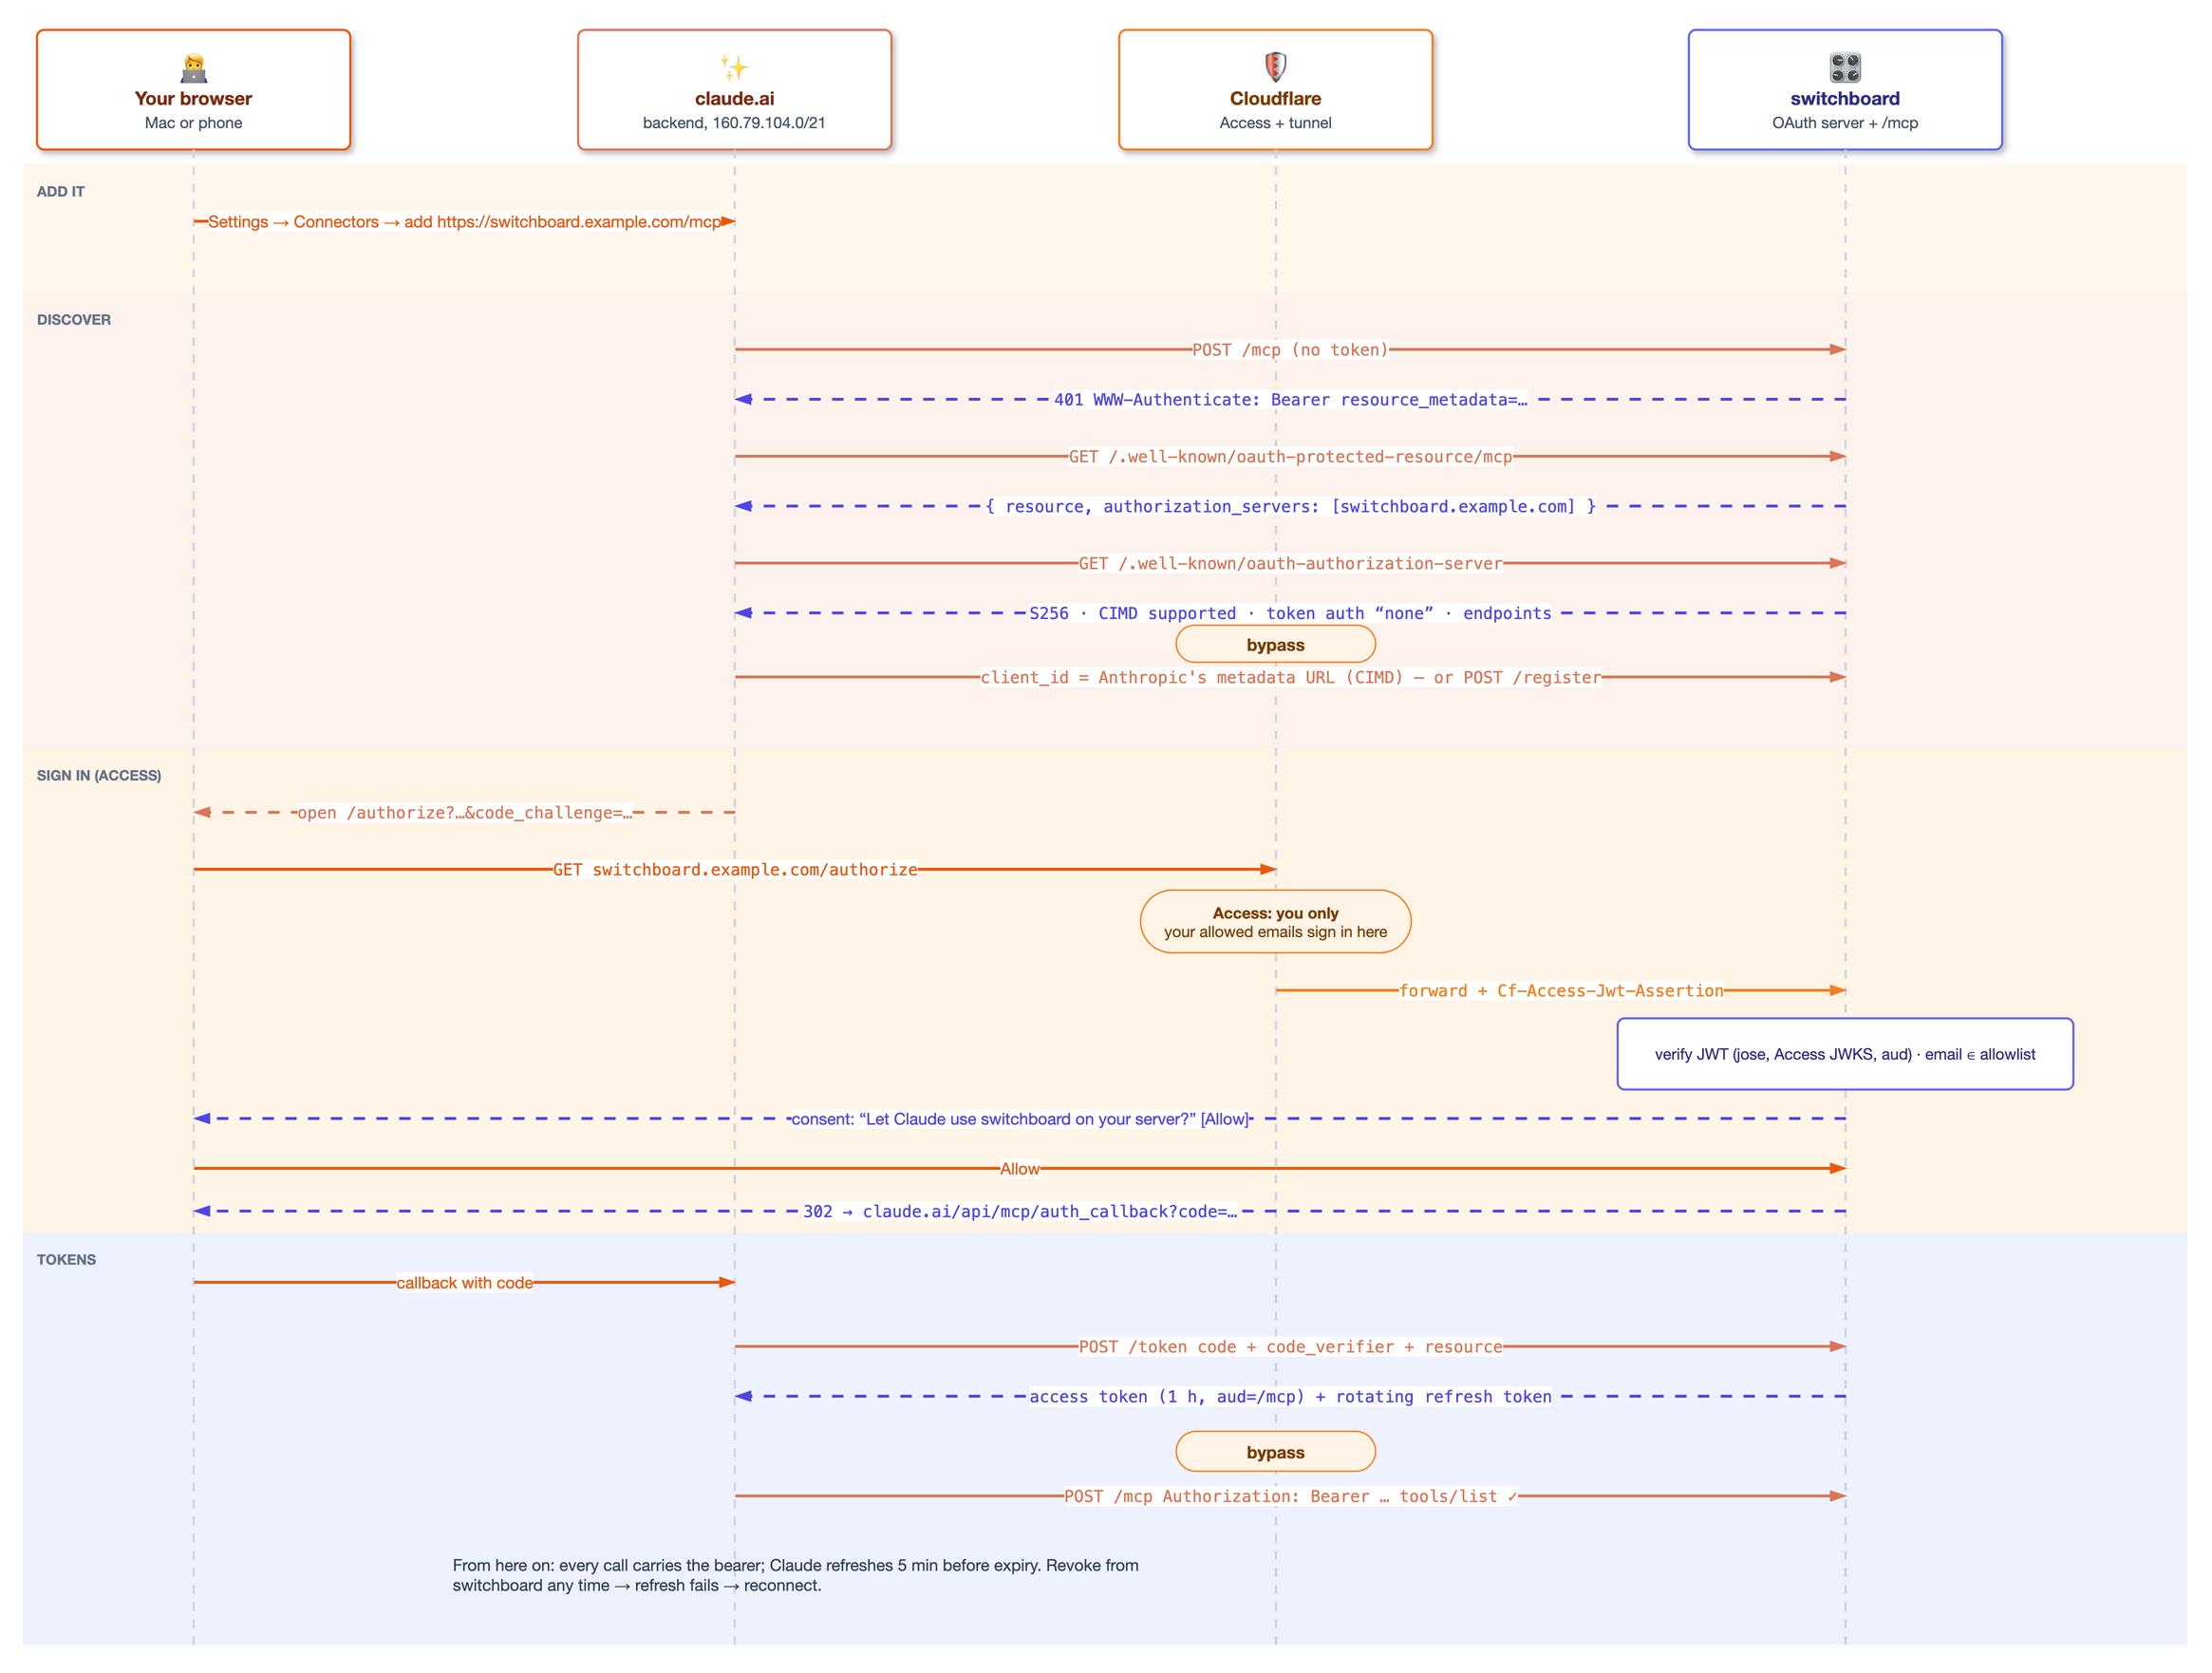 Your browser
Mac or phone
claude.ai
backend, 160.79.104.0/21
Cloudflare
Access + tunnel
switchboard
OAuth server + /mcp
ADD IT
Settings → Connectors → add https://switchboard.example.com/mcp
DISCOVER
POST /mcp (no token)
401 WWW-Authenticate: Bearer resource_metadata=…
GET /.well-known/oauth-protected-resource/mcp
{ resource, authorization_servers: [switchboard.example.com] }
GET /.well-known/oauth-authorization-server
S256 · CIMD supported · token auth “none” · endpoints
bypass
client_id = Anthropic's metadata URL (CIMD) — or POST /register
SIGN IN (ACCESS)
open /authorize?…&code_challenge=…
GET switchboard.example.com/authorize
Access: you only
your allowed emails sign in here
forward + Cf-Access-Jwt-Assertion
verify JWT (jose, Access JWKS, aud) · email ∈ allowlist
consent: “Let Claude use switchboard on your server?” [Allow]
Allow
302 → claude.ai/api/mcp/auth_callback?code=…
TOKENS
callback with code
POST /token code + code_verifier + resource
access token (1 h, aud=/mcp) + rotating refresh token
bypass
POST /mcp Authorization: Bearer … tools/list ✓
From here on: every call carries the bearer; Claude refreshes 5 min before expiry. Revoke from
switchboard any time → refresh fails → reconnect.